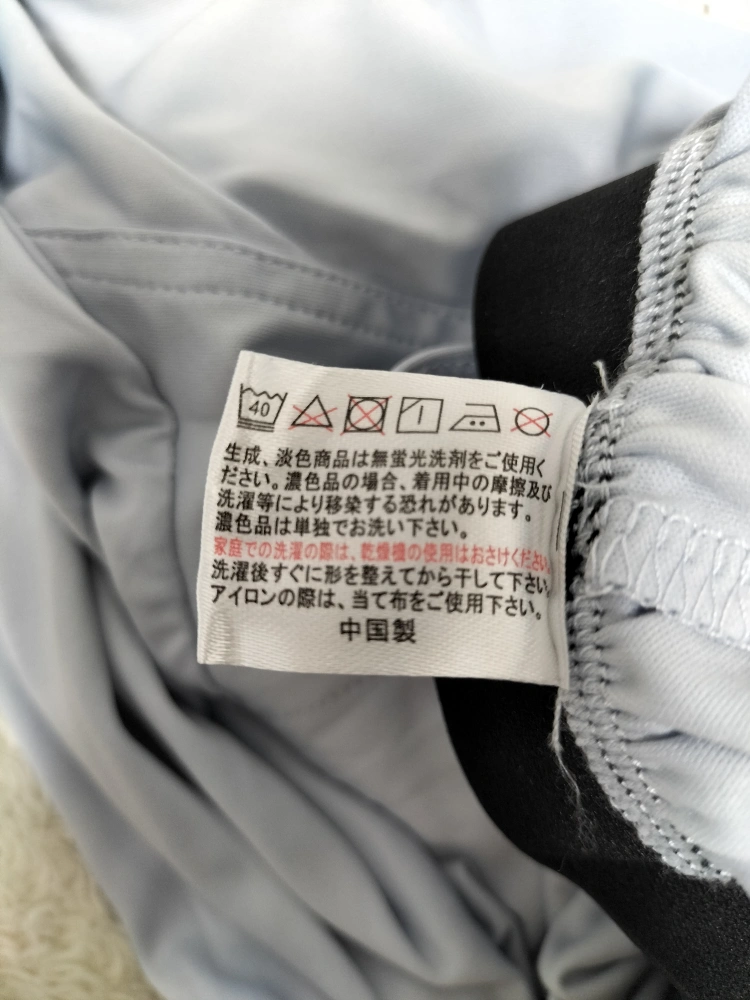 40
生成、淡色商品は無蛍光洗剤をご使用く
ださい。濃色品の場合、着用中の摩擦及び
洗濯等により移染する恐れがあります。
濃色品は単独でお洗い下さい。
家庭での洗濯の際は、乾燥機の使用はおさけください。
洗濯後すぐに形を整えてから干して下さい。
アイロンの際は、当て布をご使用下さい。
中国製